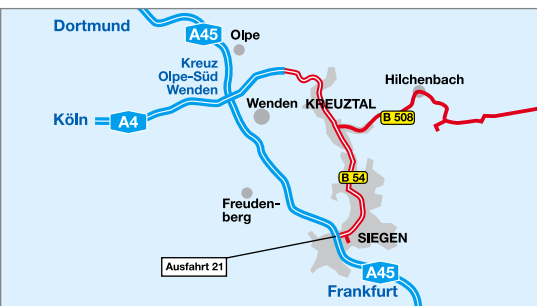 Dortmund
A45
Olpe
Kreuz
Olpe-Süd
Wenden
Hilchenbach
Wenden
KREUZTAL
Köln
A4
B 508
B 54
Freuden-
berg
SIEGEN
Ausfahrt 21
A45
Frankfurt